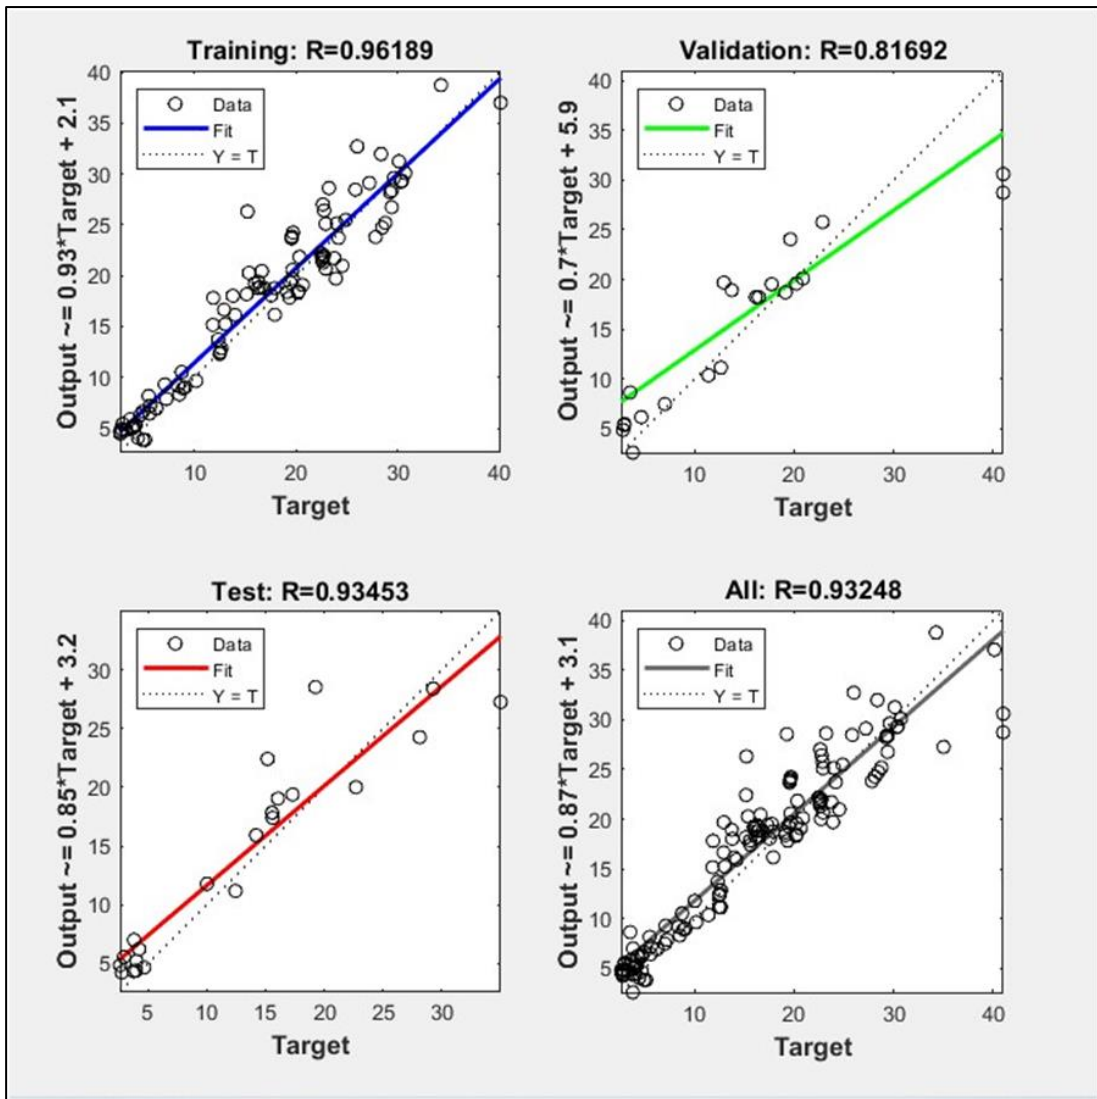 Training: R=0.96189
Output ~= 0.93*Target + 2.1
40
35
30
25
20
15
10
5
Data
Fit
Y = T
10
20
30
40
Target
Validation: R=0.81692
Output ~= 0.7*Target + 5.9
40
35
30
25
20
15
10
5
Data
Fit
Y = T
10
20
30
40
Target
Test: R=0.93453
Output ~= 0.85*Target + 3.2
30
25
20
15
10
5
Data
Fit
Y = T
5
10
15
20
25
30
Target
All: R=0.93248
Output ~= 0.87*Target + 3.1
40
35
30
25
20
15
10
5
Data
Fit
Y = T
10
20
30
40
Target